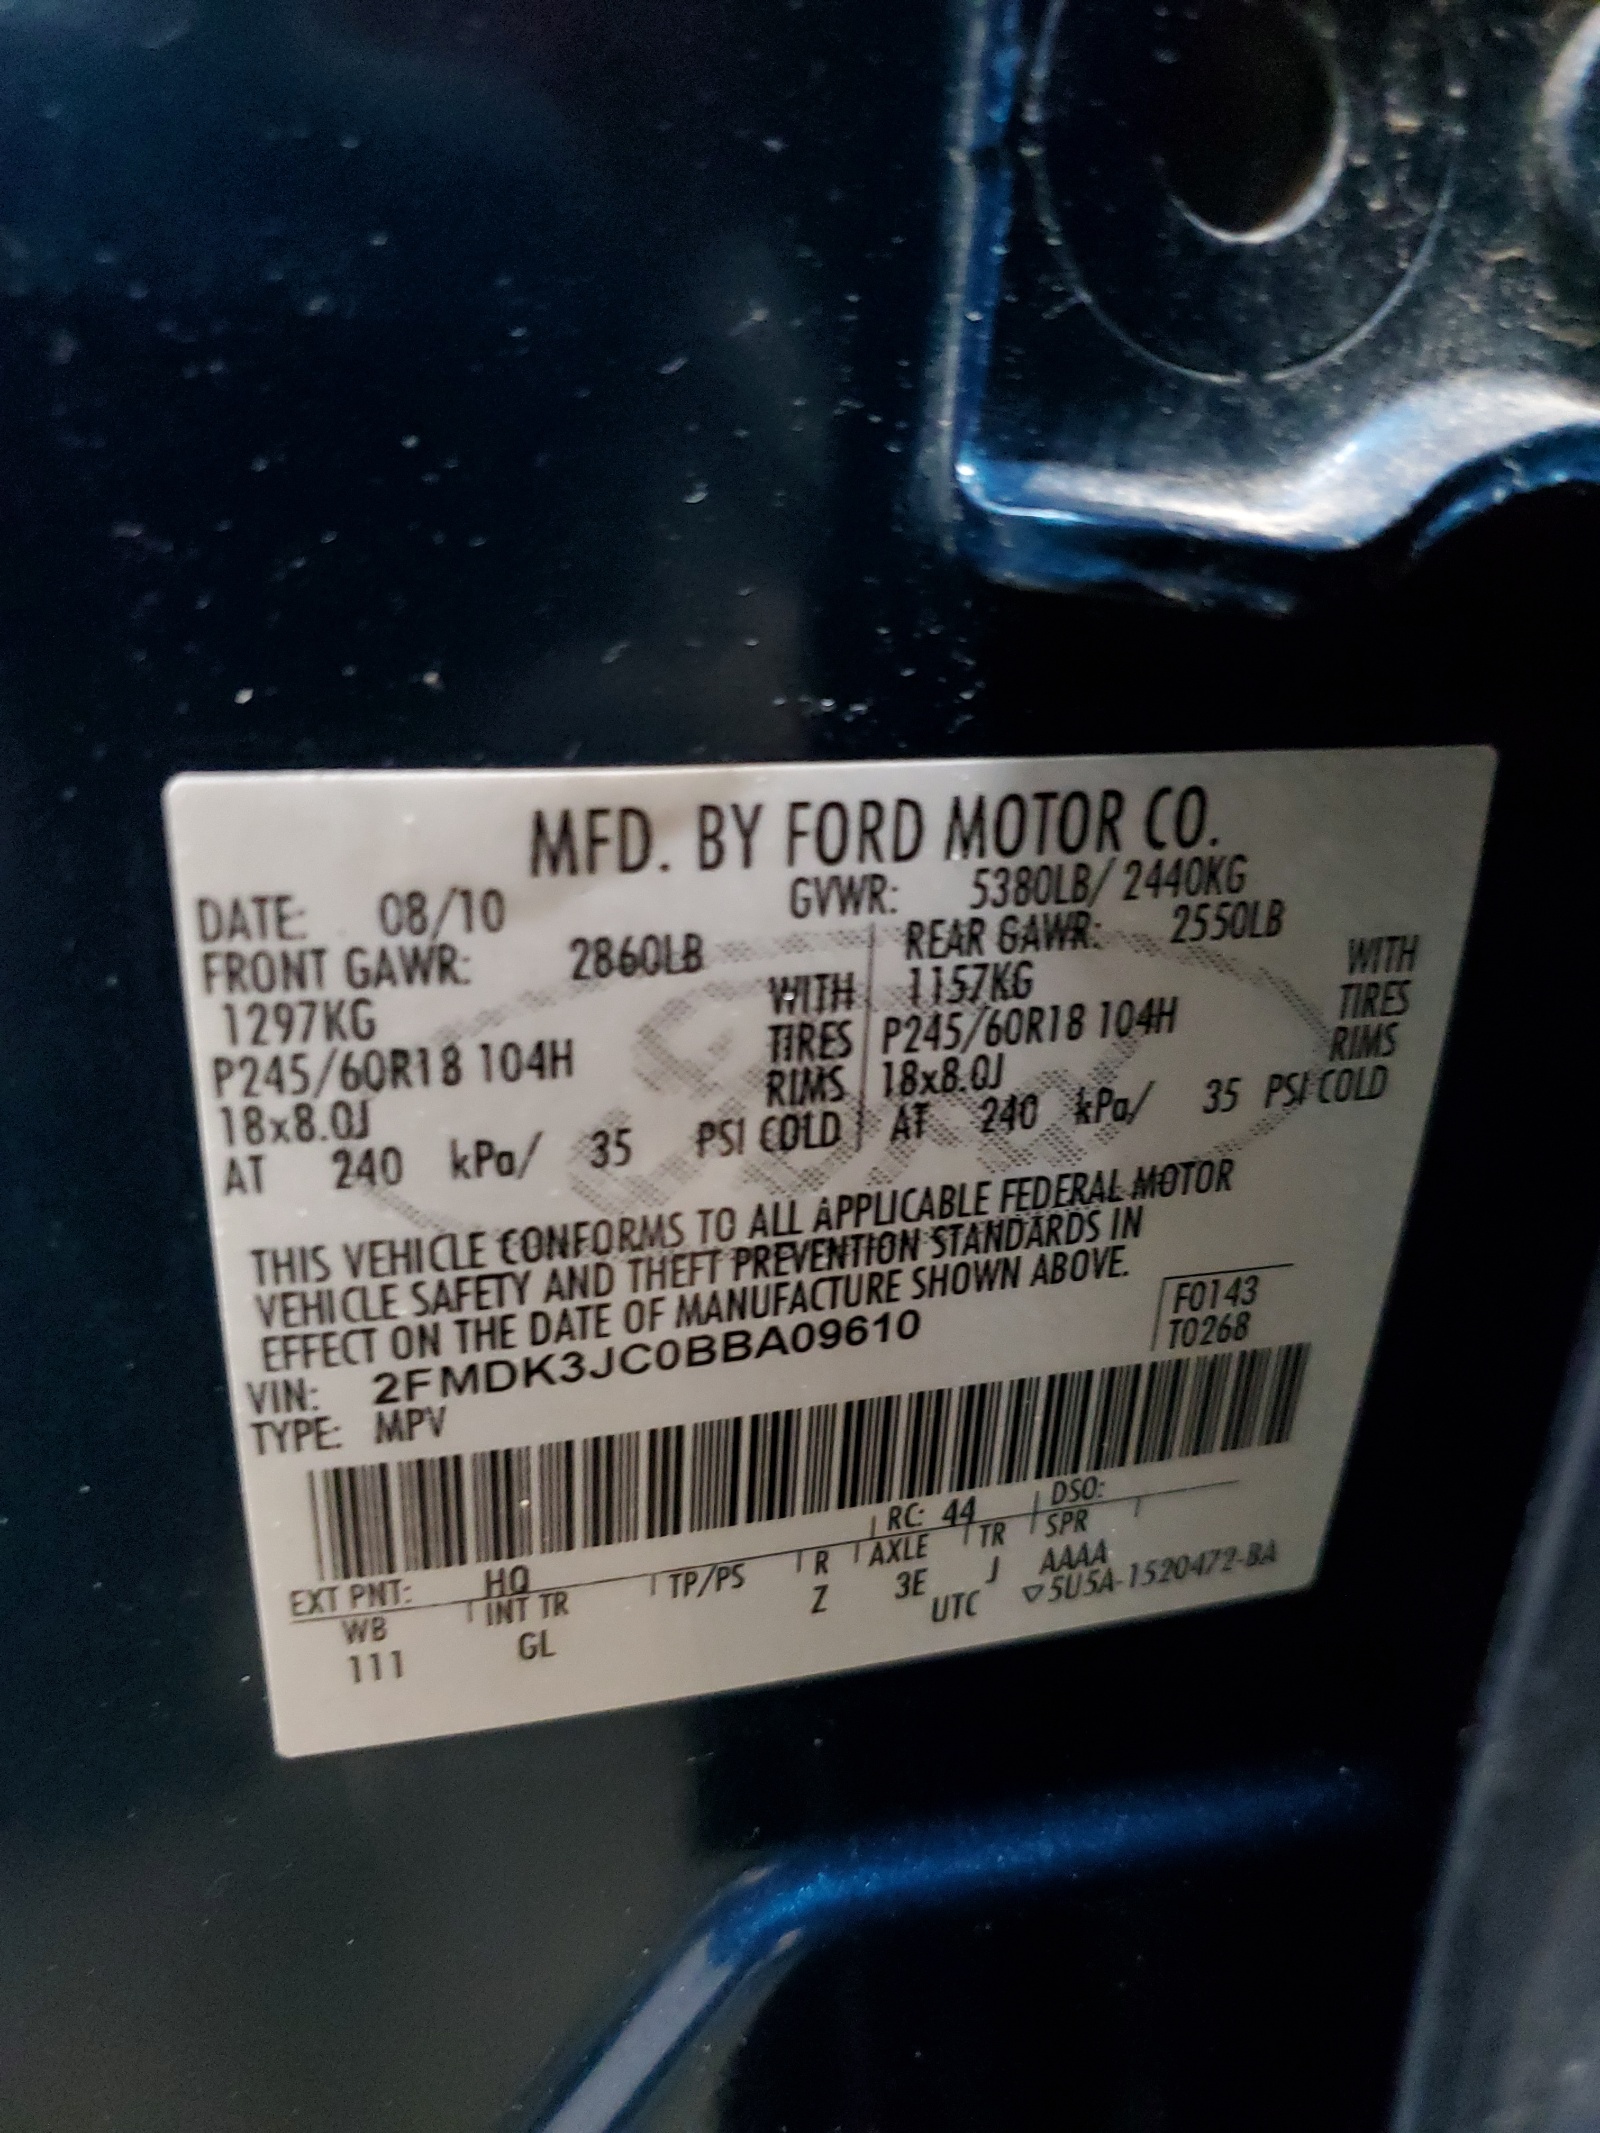 MFD. BY FORD MOTOR CO.
DATE: 08/10 GVWR: 5380LB/ 2440KG
FRONT GAWR: 2860LB REAR GAWR: 2550LB
1297KG WITH 1157KG WITH
P245/60R18 104H TIRES P245/60R18 104H TIRES
18x8.0J RIMS 18x8.0J RIMS
AT 240 kPa/ 35 PSI COLD AT 240 kPa/ 35 PSI COLD
THIS VEHICLE CONFORMS TO ALL APPLICABLE FEDERAL MOTOR
VEHICLE SAFETY AND THEFT PREVENTION STANDARDS IN
EFFECT ON THE DATE OF MANUFACTURE SHOWN ABOVE.
F0143
VIN: 2FMDK3JC0BBA09610 T0268
TYPE: MPV
EXT PNT: HQ RC: 44 DSO:
WB INT TR TP/PS R AXLE TR SPR
111 GL Z 3E J AAAA
UTC ▽5U5A-1520472-BA